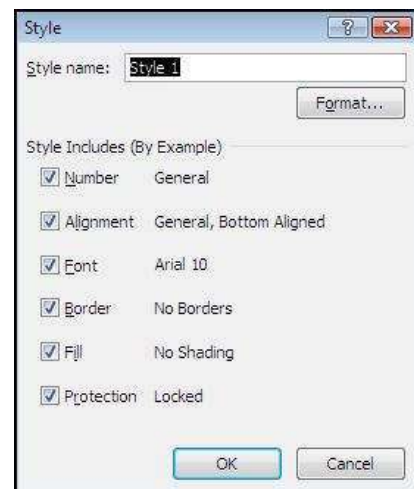 Style
Style name: Style 1
Format...
Style Includes (By Example)
Number General
Alignment General, Bottom Aligned
Font Arial 10
Border No Borders
Fill No Shading
Protection Locked
OK Cancel